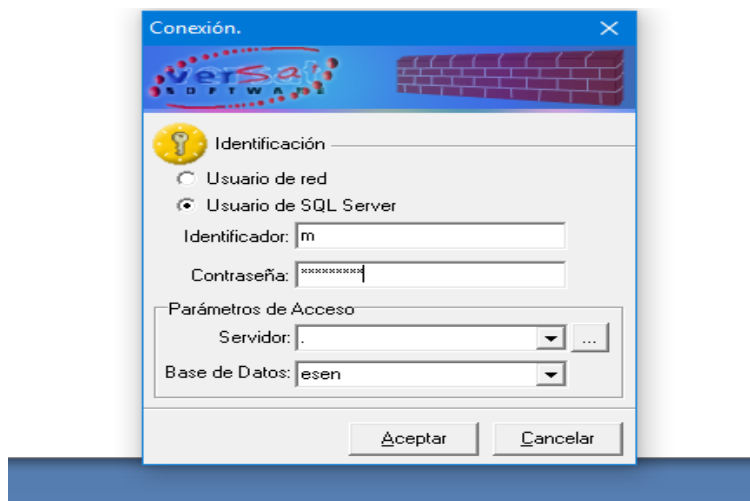 Conexión.
verSat
SOFTWARE
Identificación
Usuario de red
Usuario de SQL Server
Identificador: m
Contraseña: *********
Parámetros de Acceso
Servidor: . ...
Base de Datos: esen
Aceptar Cancelar